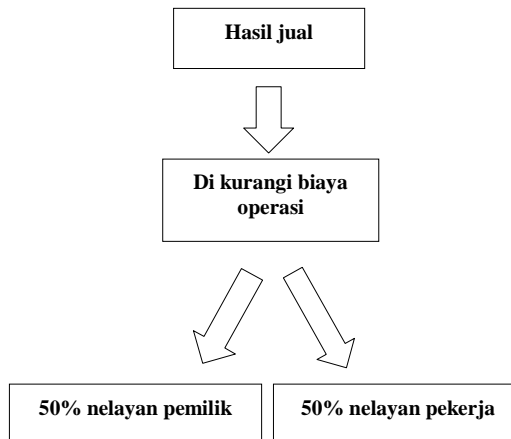 Hasil jual
Di kurangi biaya
operasi
50% nelayan pemilik
50% nelayan pekerja